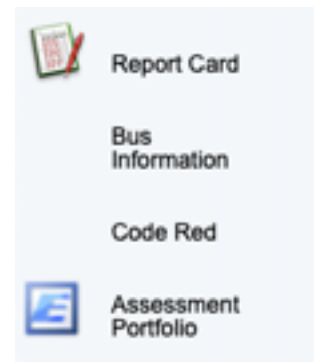 Report Card
Bus
Information
Code Red
Assessment
Portfolio